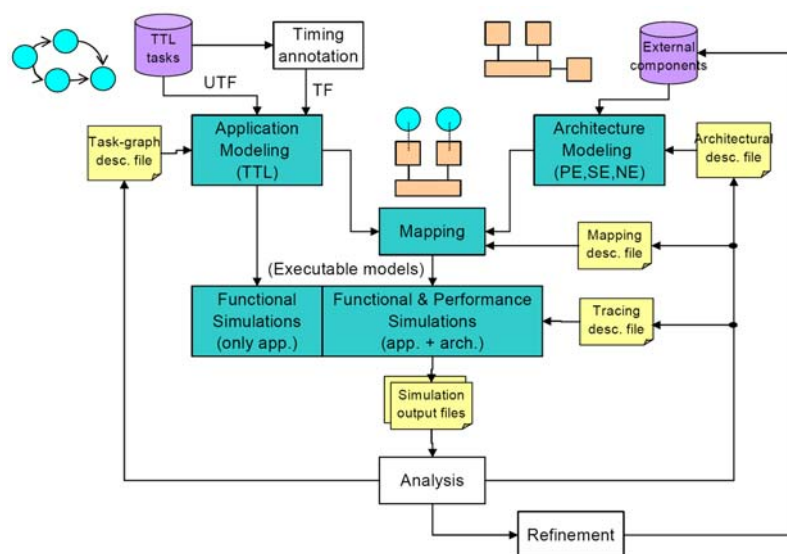 TTL
tasks
Timing
annotation
External
components
UTF
TF
Task-graph
desc. file
Application
Modeling
(TTL)
Architecture
Modeling
(PE,SE,NE)
Architectural
desc. file
Mapping
Mapping
desc. file
(Executable models)
Functional
Simulations
(only app.)
Functional & Performance
Simulations
(app. + arch.)
Tracing
desc. file
Simulation
output files
Analysis
Refinement